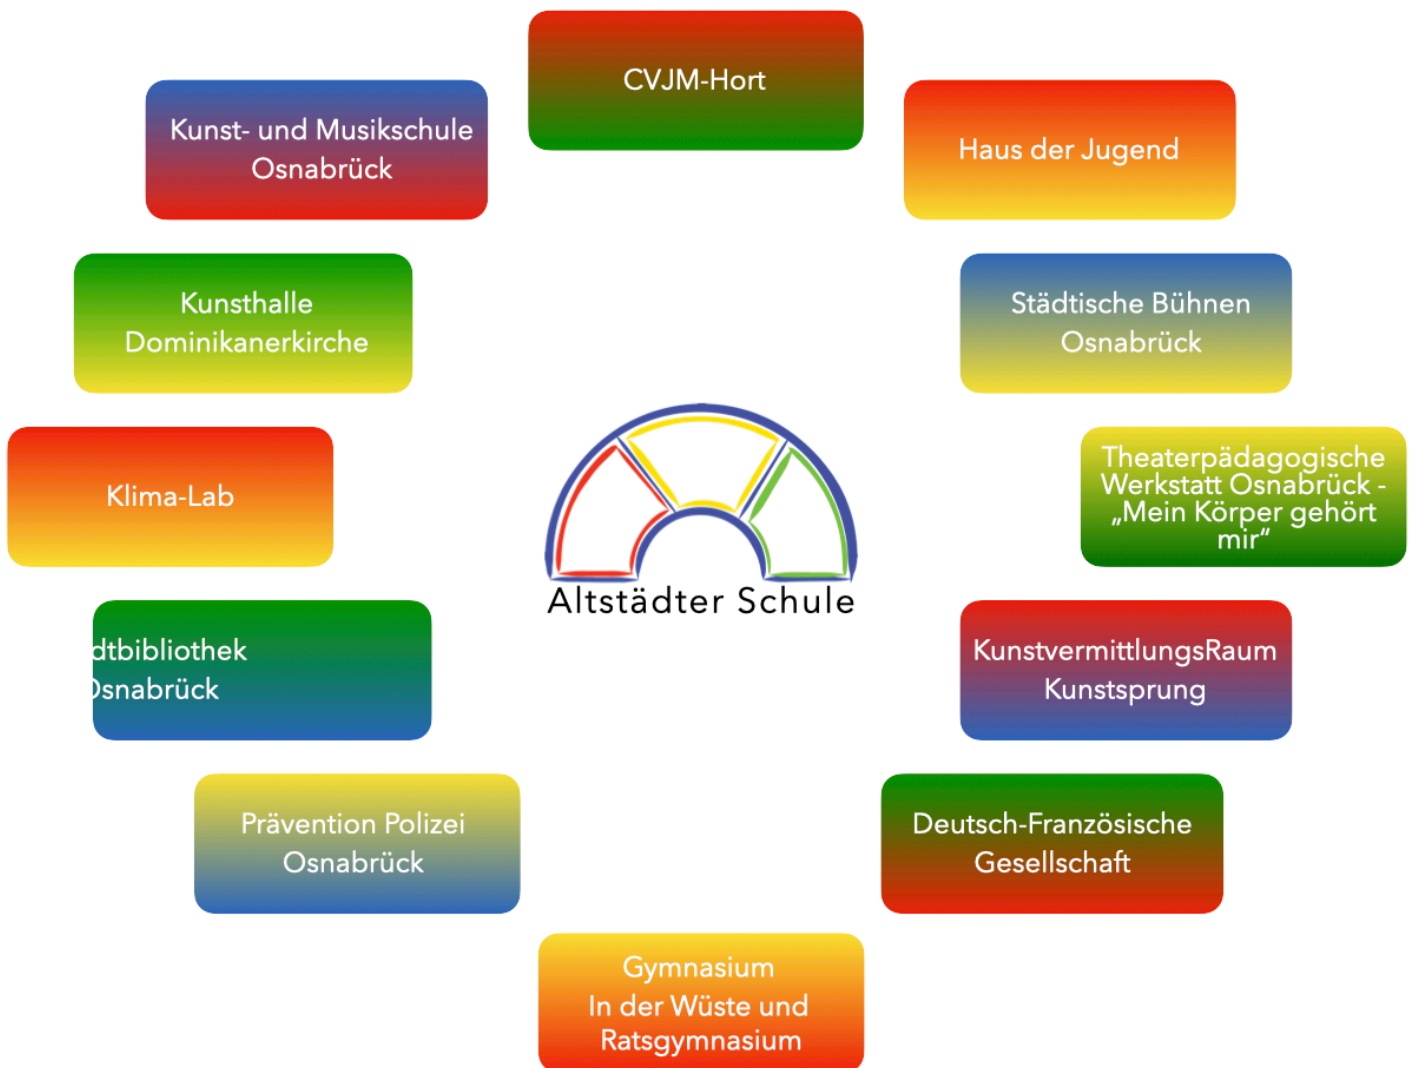 CVJM-Hort
Kunst- und Musikschule
Osnabrück
Haus der Jugend
Kunsthalle
Dominikanerkirche
Städtische Bühnen
Osnabrück
Klima-Lab
Theaterpädagogische
Werkstatt Osnabrück -
„Mein Körper gehört
mir“
Altstädter Schule
dtbibliothek
Osnabrück
KunstvermittlungsRaum
Kunstsprung
Prävention Polizei
Osnabrück
Deutsch-Französische
Gesellschaft
Gymnasium
In der Wüste und
Ratsgymnasium